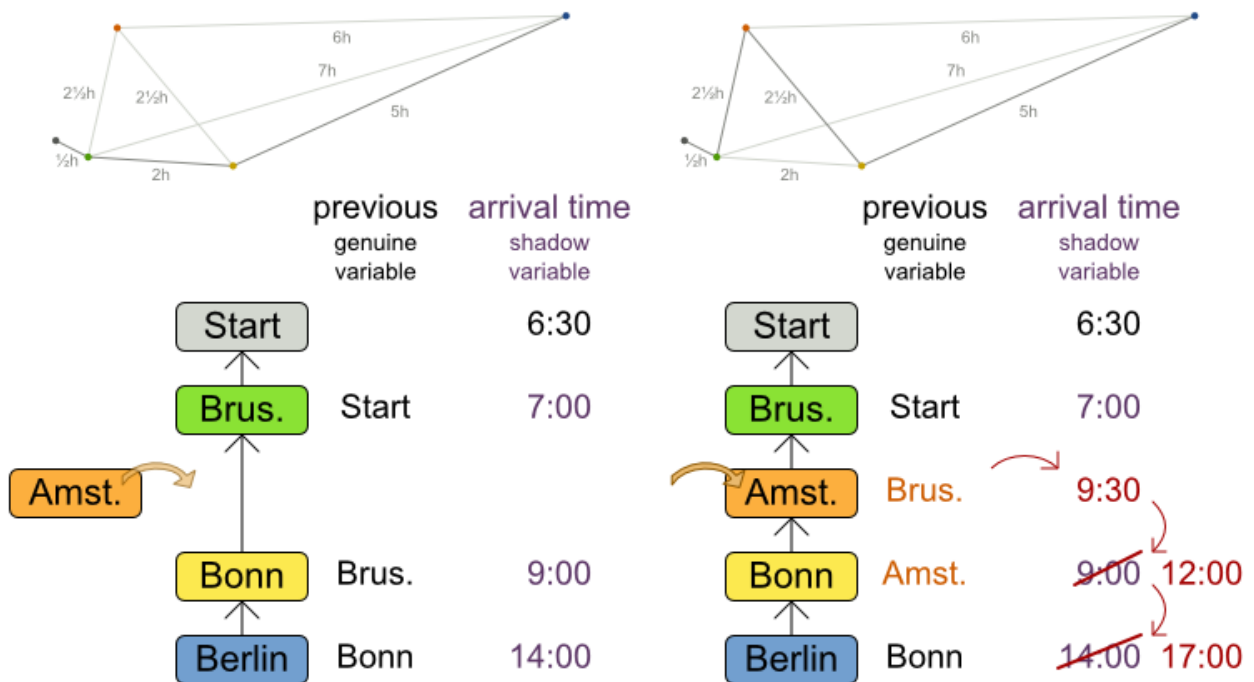 6h
7h
2½h
2½h
5h
½h
2h
6h
7h
2½h
2½h
5h
½h
2h
previous arrival time
genuine shadow
variable variable
previous arrival time
genuine shadow
variable variable
Start 6:30
Brus. Start 7:00
Amst.
Bonn Brus. 9:00
Berlin Bonn 14:00
Start 6:30
Brus. Start 7:00
Amst. Brus. 9:30
Bonn Amst. 9:00 12:00
Berlin Bonn 14:00 17:00